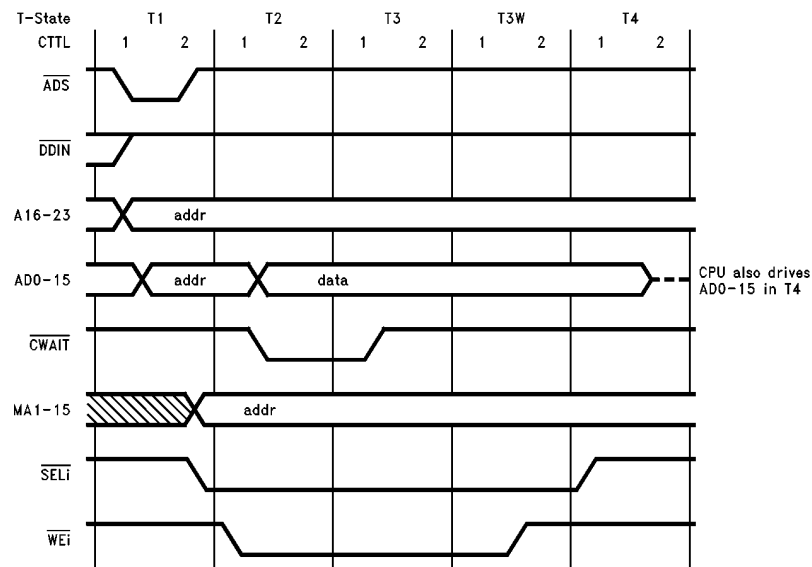 T-State T1 T2 T3 T3W T4
CTTL 1 2 1 2 1 2 1 2 1 2
ADS
DDIN
A16-23 addr
AD0-15 addr data CPU also drives
AD0-15 in T4
CWAIT
MA1-15 addr
SELi
WEi